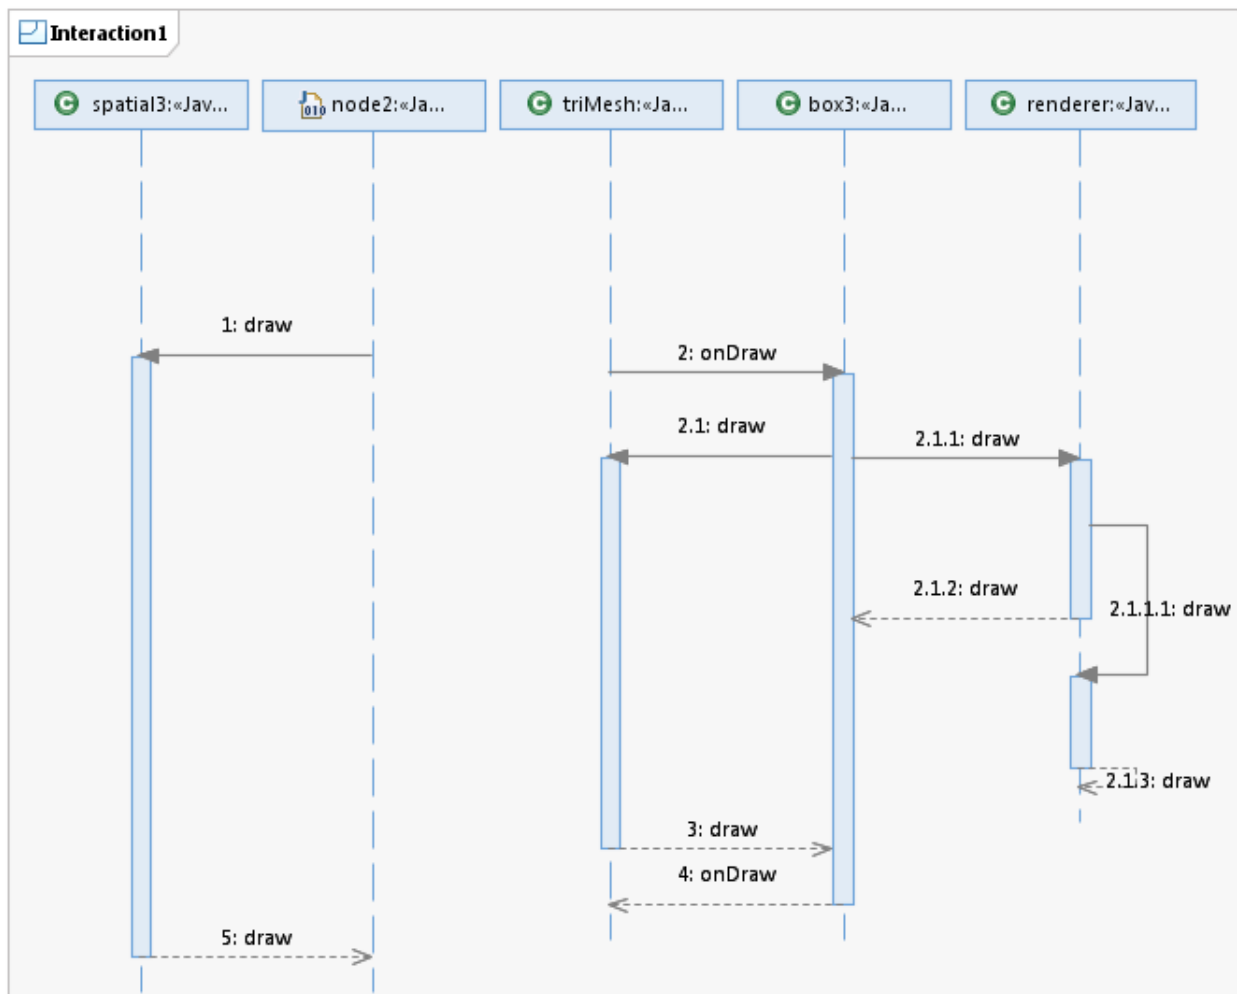 Interaction1
spatial3:«Jav...
node2:«Ja...
triMesh:«Ja...
box3:«Ja...
renderer:«Jav...
1: draw
2: onDraw
2.1: draw
2.1.1: draw
2.1.2: draw
2.1.1.1: draw
2.1.3: draw
3: draw
4: onDraw
5: draw